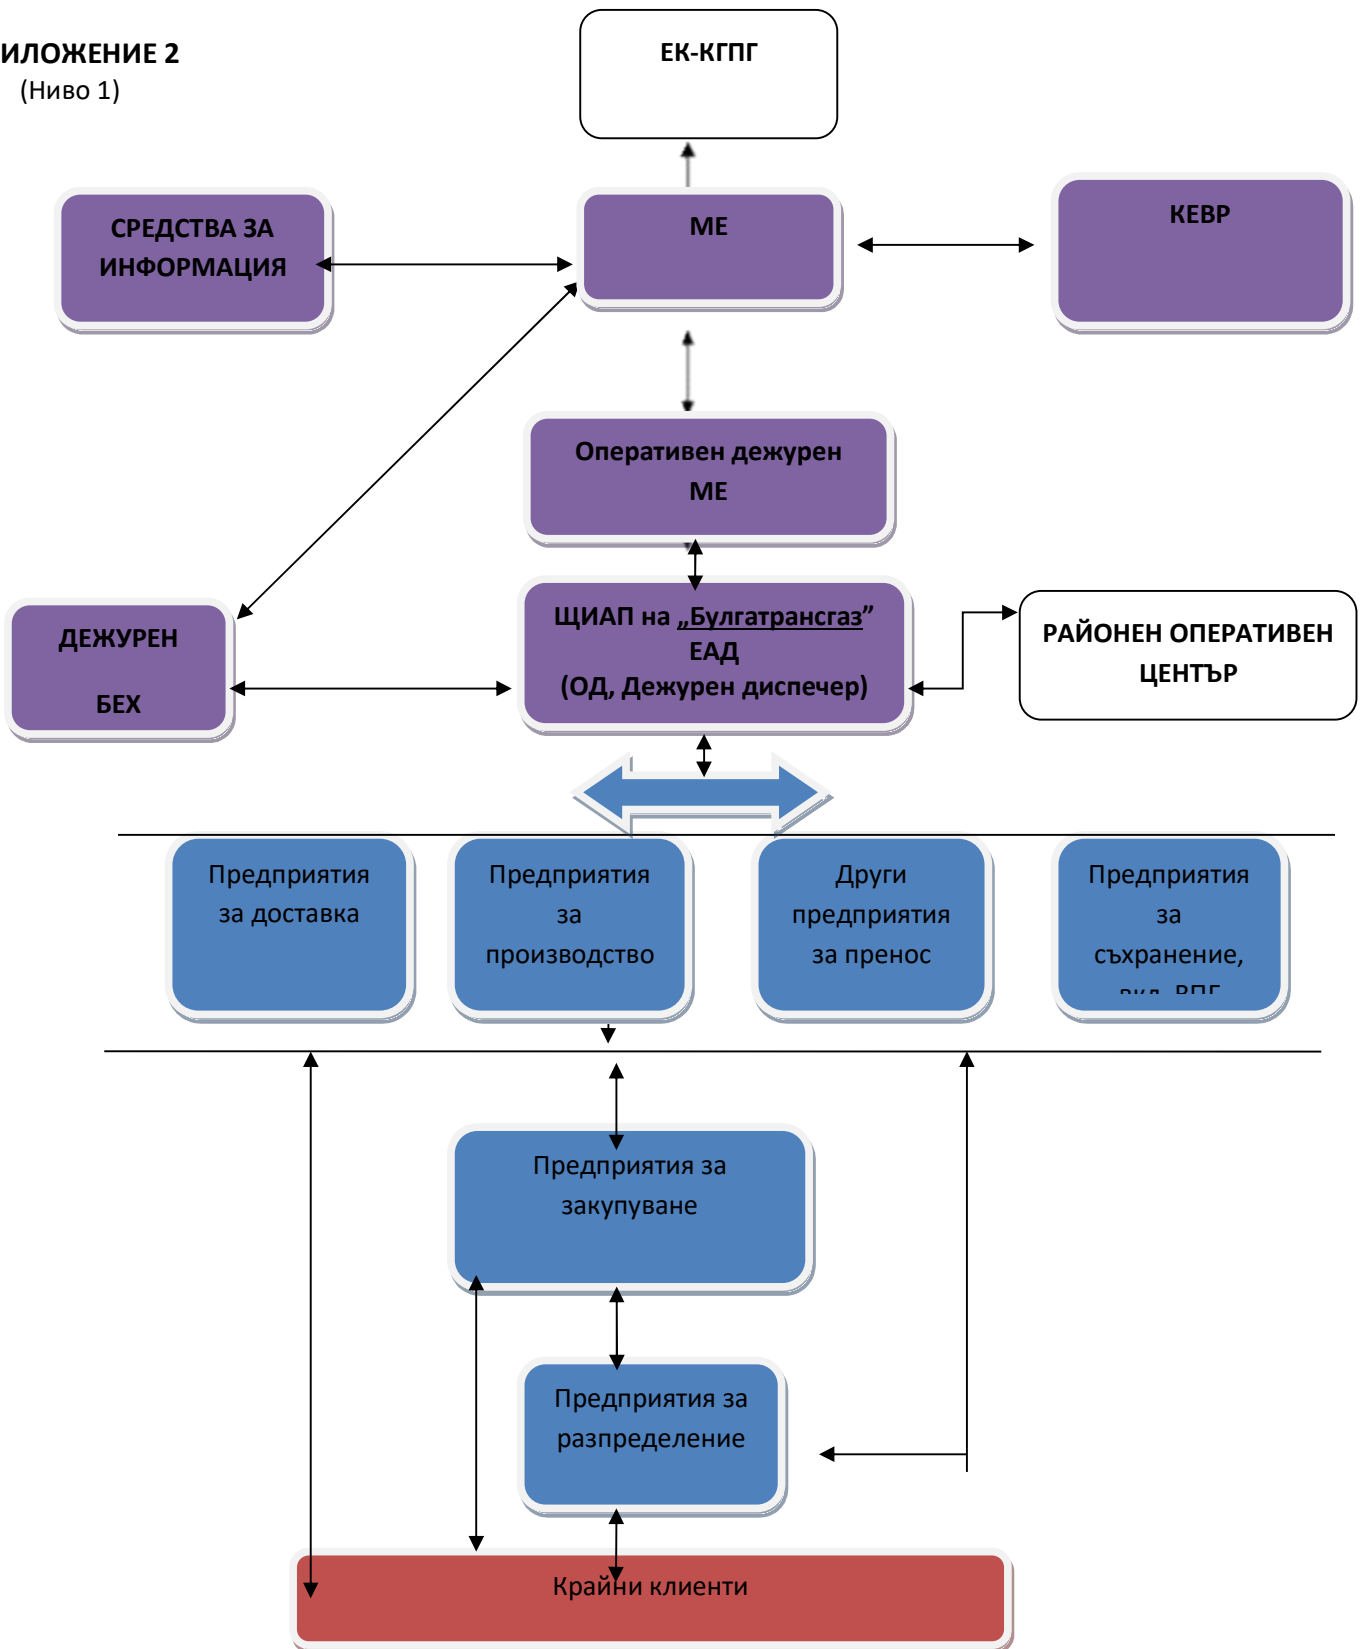 ИЛОЖЕНИЕ 2
(Ниво 1)
ЕК-КГПГ
СРЕДСТВА ЗА
ИНФОРМАЦИЯ
МЕ
КЕВР
Оперативен дежурен
МЕ
ДЕЖУРЕН
БЕХ
ЩИАП на „Булгатрансгаз”
ЕАД
(ОД, Дежурен диспечер)
РАЙОНЕН ОПЕРАТИВЕН
ЦЕНТЪР
Предприятия
за доставка
Предприятия
за
производство
Други
предприятия
за пренос
Предприятия
за
съхранение,
Предприятия за
закупуване
Предприятия за
разпределение
Крайни клиенти